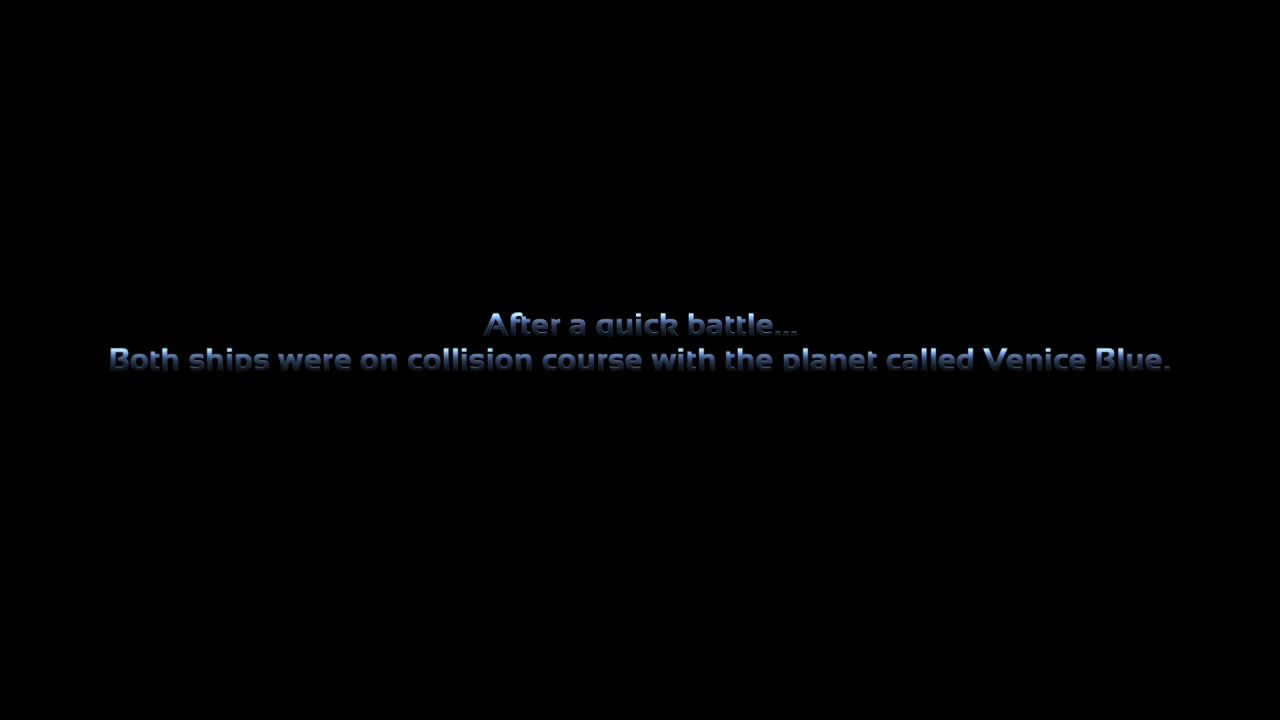 After a quick battle...
Both ships were on collision course with the planet called Venice Blue.